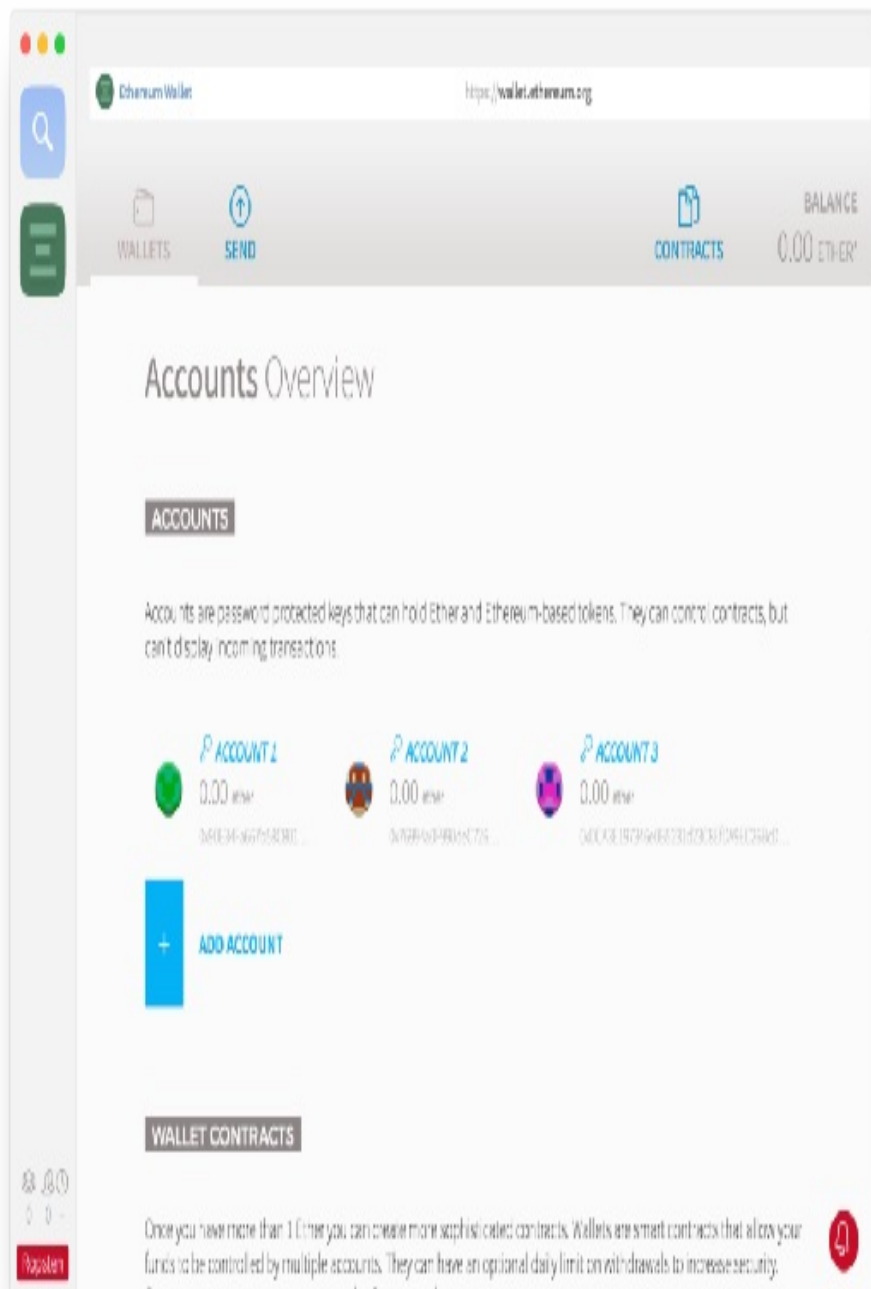 Ethereum Wallet
https://wallet.ethereum.org
WALLETS
SEND
CONTRACTS
BALANCE
0.00 ETHER*
Accounts Overview
ACCOUNTS
Accounts are password protected keys that can hold Ether and Ethereum-based tokens. They can control contracts, but
can't display incoming transactions.
ACCOUNT 1
0.00 ether
ACCOUNT 2
0.00 ether
ACCOUNT 3
0.00 ether
+
ADD ACCOUNT
WALLET CONTRACTS
Once you have more than 1 Ether you can create more sophisticated contracts. Wallets are smart contracts that allow your
funds to be controlled by multiple accounts. They can have an optional daily limit on withdrawals to increase security.
0 0 -
Ropsten